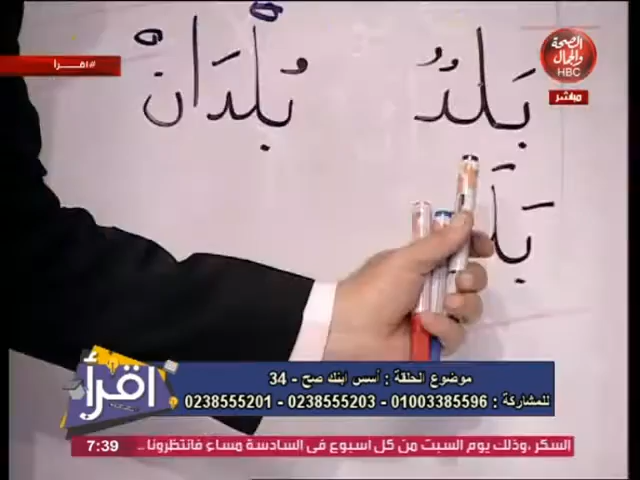 بَلَدٌ
بُلْدَانٌ
بَلَ
الصحة
والجمال
HBC
مباشر
#اقـــرأ
اقرأ
موضوع الحلقة : أسس ابنك صح - 34
للمشاركة : 01003385596 - 0238555203 - 0238555201
السكر ,وذلك يوم السبت من كل اسبوع فى السادسة مساءً فانتظرونا...
7:39